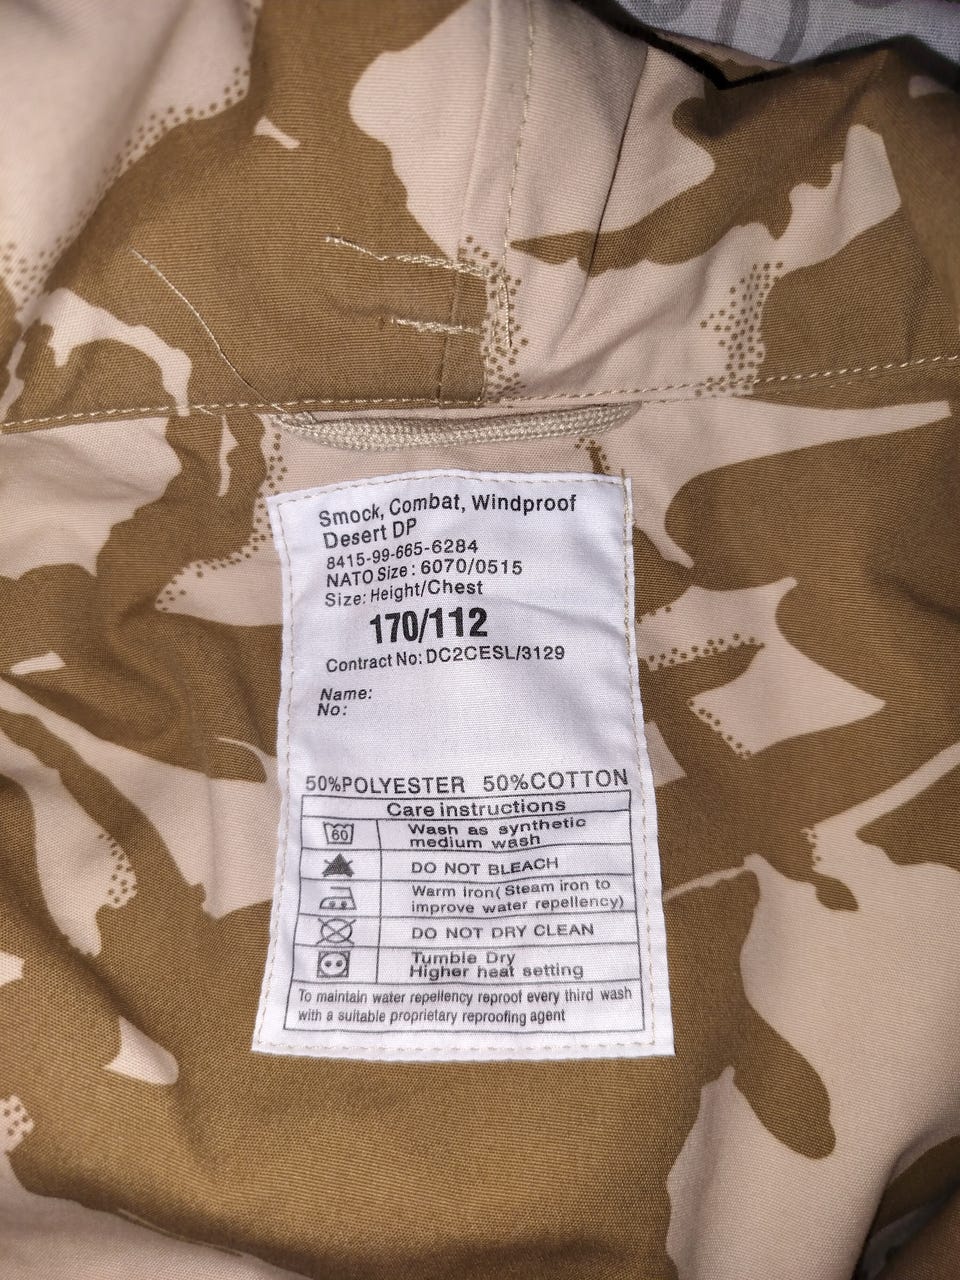 Smock, Combat, Windproof
Desert DP
8415-99-665-6284
NATO Size: 6070/0515
Size: Height/Chest
170/112
Contract No: DC2CESL/3129
Name:
No:
50%POLYESTER 50%COTTON
Care instructions
60
Wash as synthetic
medium wash
DO NOT BLEACH
Warm Iron( Steam iron to
improve water repellency)
DO NOT DRY CLEAN
Tumble Dry
Higher heat setting
To maintain water repellency reproof every third wash
with a suitable proprietary reproofing agent